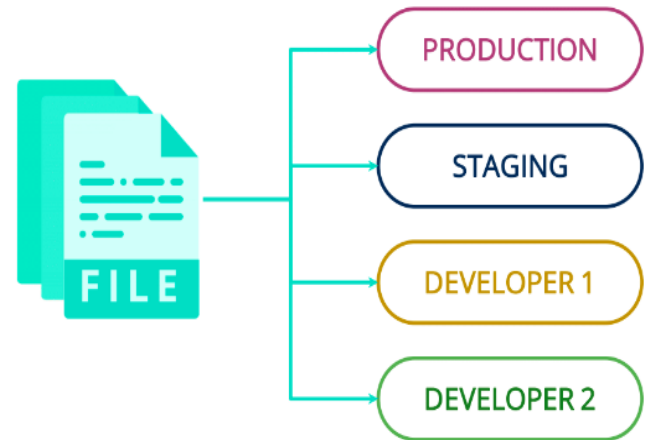 FILE
PRODUCTION
STAGING
DEVELOPER 1
DEVELOPER 2